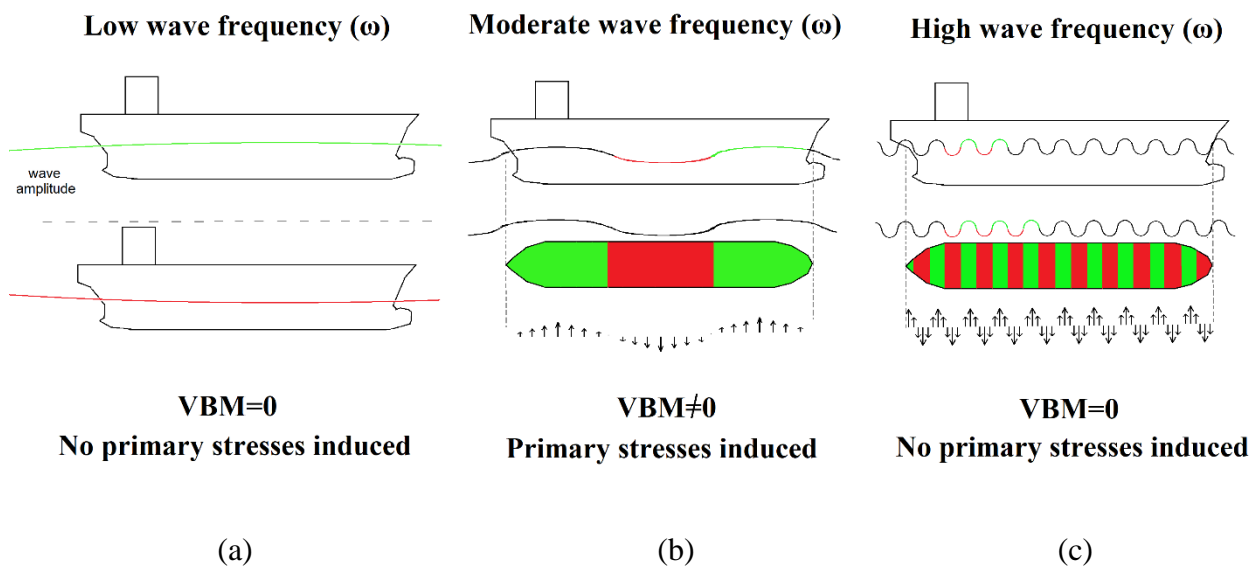 Low wave frequency (ω)
Moderate wave frequency (ω)
High wave frequency (ω)
wave
amplitude
VBM=0
No primary stresses induced
VBM≠0
Primary stresses induced
VBM=0
No primary stresses induced
(a)
(b)
(c)